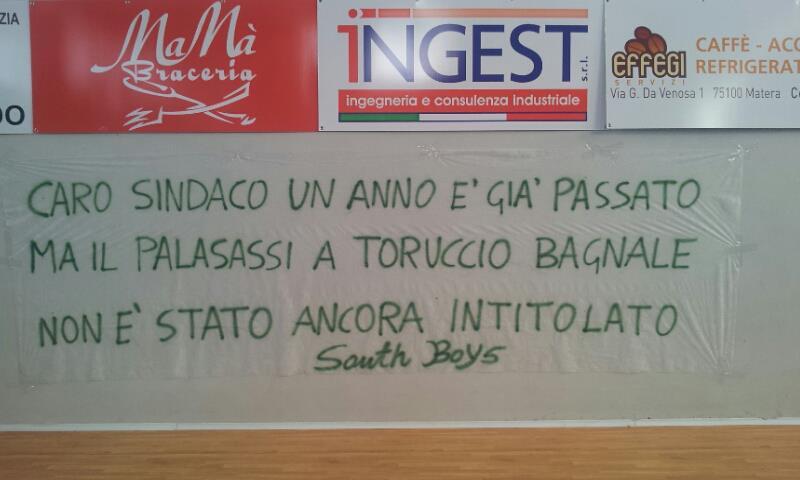 ZIA
DO
MaMà
Braceria
iNGEST s.r.l.
ingegneria e consulenza industriale
EFFEGI
SERVIZI
CAFFÈ - ACC
REFRIGERAT
Via G. Da Venosa 1 75100 Matera
CARO SINDACO UN ANNO E' GIA' PASSATO
MA IL PALASASSI A TORUCCIO BAGNALE
NON E' STATO ANCORA INTITOLATO
South Boys